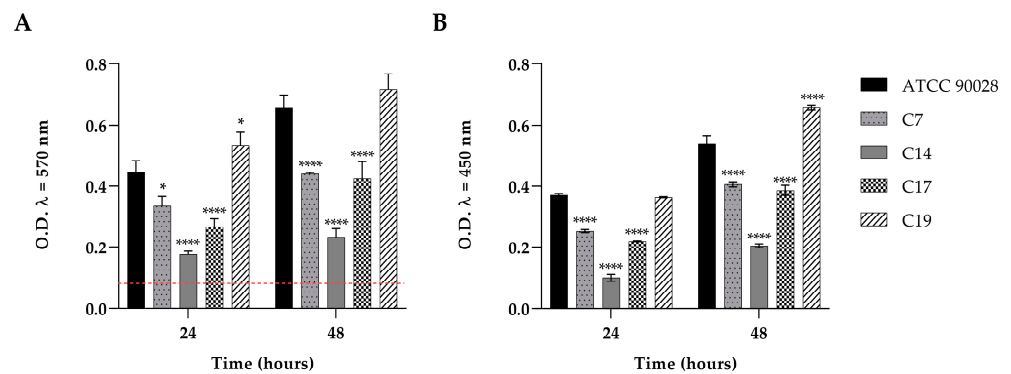 A
B
0.8
0.6
0.4
0.2
0.0
O.D. λ = 570 nm
*
****
****
*
****
****
****
24
48
Time (hours)
0.8
0.6
0.4
0.2
0.0
O.D. λ = 450 nm
****
****
****
****
****
****
****
24
48
Time (hours)
ATCC 90028
C7
C14
C17
C19